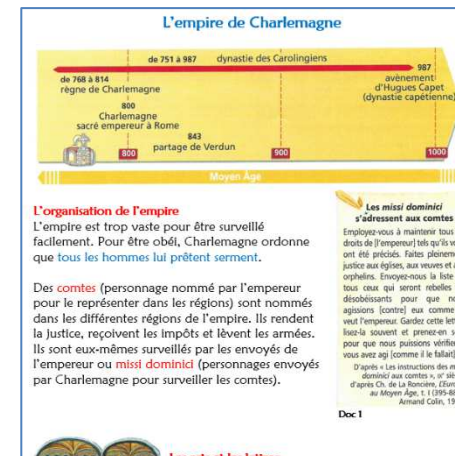 L'empire de Charlemagne
de 751 à 987 dynastie des Carolingiens
987
avènement
d'Hugues Capet
(dynastie capétienne)
de 768 à 814
règne de Charlemagne
800
Charlemagne
sacré empereur à Rome
843
partage de Verdun
800
900
1000
Moyen Âge
L'organisation de l'empire
L'empire est trop vaste pour être surveillé
facilement. Pour être obéi, Charlemagne ordonne
que tous les hommes lui prêtent serment.
Des comtes (personnage nommé par l'empereur
pour le représenter dans les régions) sont nommés
dans les différentes régions de l'empire. Ils rendent
la justice, reçoivent les impôts et lèvent les armées.
Ils sont eux-mêmes surveillés par les envoyés de
l'empereur ou missi dominici (personnages envoyés
par Charlemagne pour surveiller les comtes).
Les missi dominici
s'adressent aux comtes
Employez-vous à maintenir tous
droits de [l'empereur] tels qu'ils
ont été précisés. Faites pleinem
justice aux églises, aux veuves et
orphelins. Envoyez-nous la liste
tous ceux qui seront rebelles
désobéissants pour que
agissions [contre] eux comme
veut l'empereur. Gardez cette
lisez-la souvent et prenez-en
pour que nous puissions vérifie
vous avez agi [comme il le fallait]
D'après « Les instructions des
dominici aux comtes », IXe
d'après Ch. de La Roncière,
au Moyen Âge, t. I (395-
Armand Colin,
Doc 1